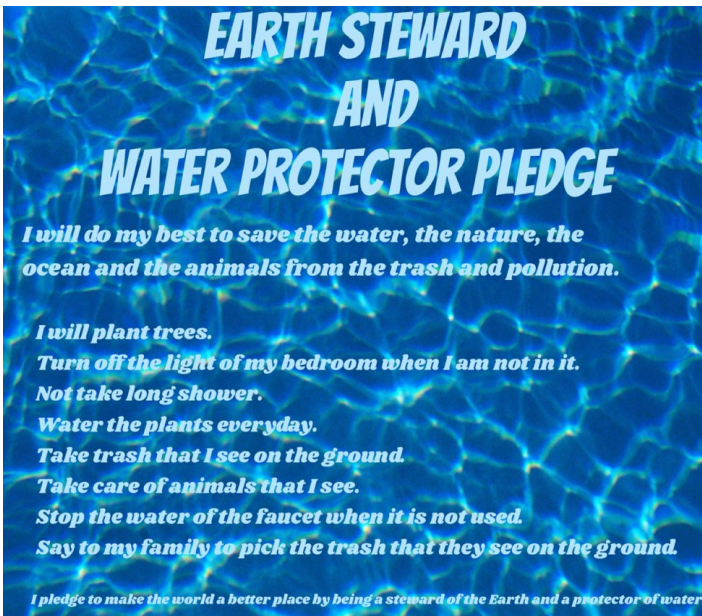 EARTH STEWARD
AND
WATER PROTECTOR PLEDGE
I will do my best to save the water, the nature, the
ocean and the animals from the trash and pollution.
I will plant trees.
Turn off the light of my bedroom when I am not in it.
Not take long shower.
Water the plants everyday.
Take trash that I see on the ground.
Take care of animals that I see.
Stop the water of the faucet when it is not used.
Say to my family to pick the trash that they see on the ground.
I pledge to make the world a better place by being a steward of the Earth and a protector of water